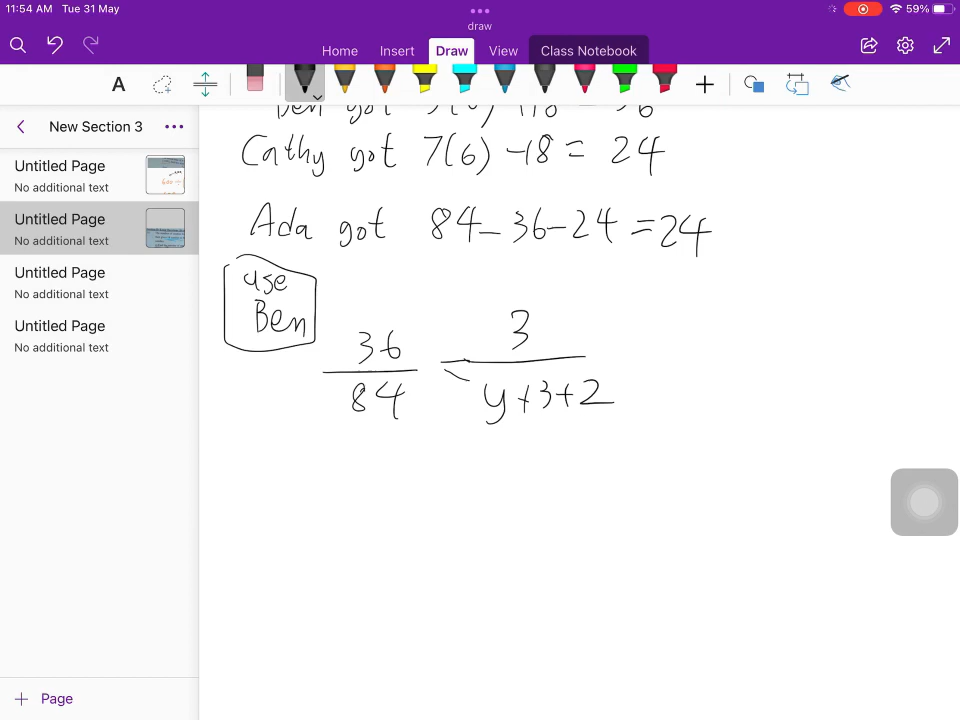 11:54 AM Tue 31 May
59%
draw
Home Insert Draw View Class Notebook
A
New Section 3
Untitled Page
No additional text
Untitled Page
No additional text
Untitled Page
No additional text
Untitled Page
No additional text
+ Page
Ben got
Cathy got 7(6) -18 = 24
Ada got 84-36-24 = 24
use
Ben
36
84
3
y+3+2